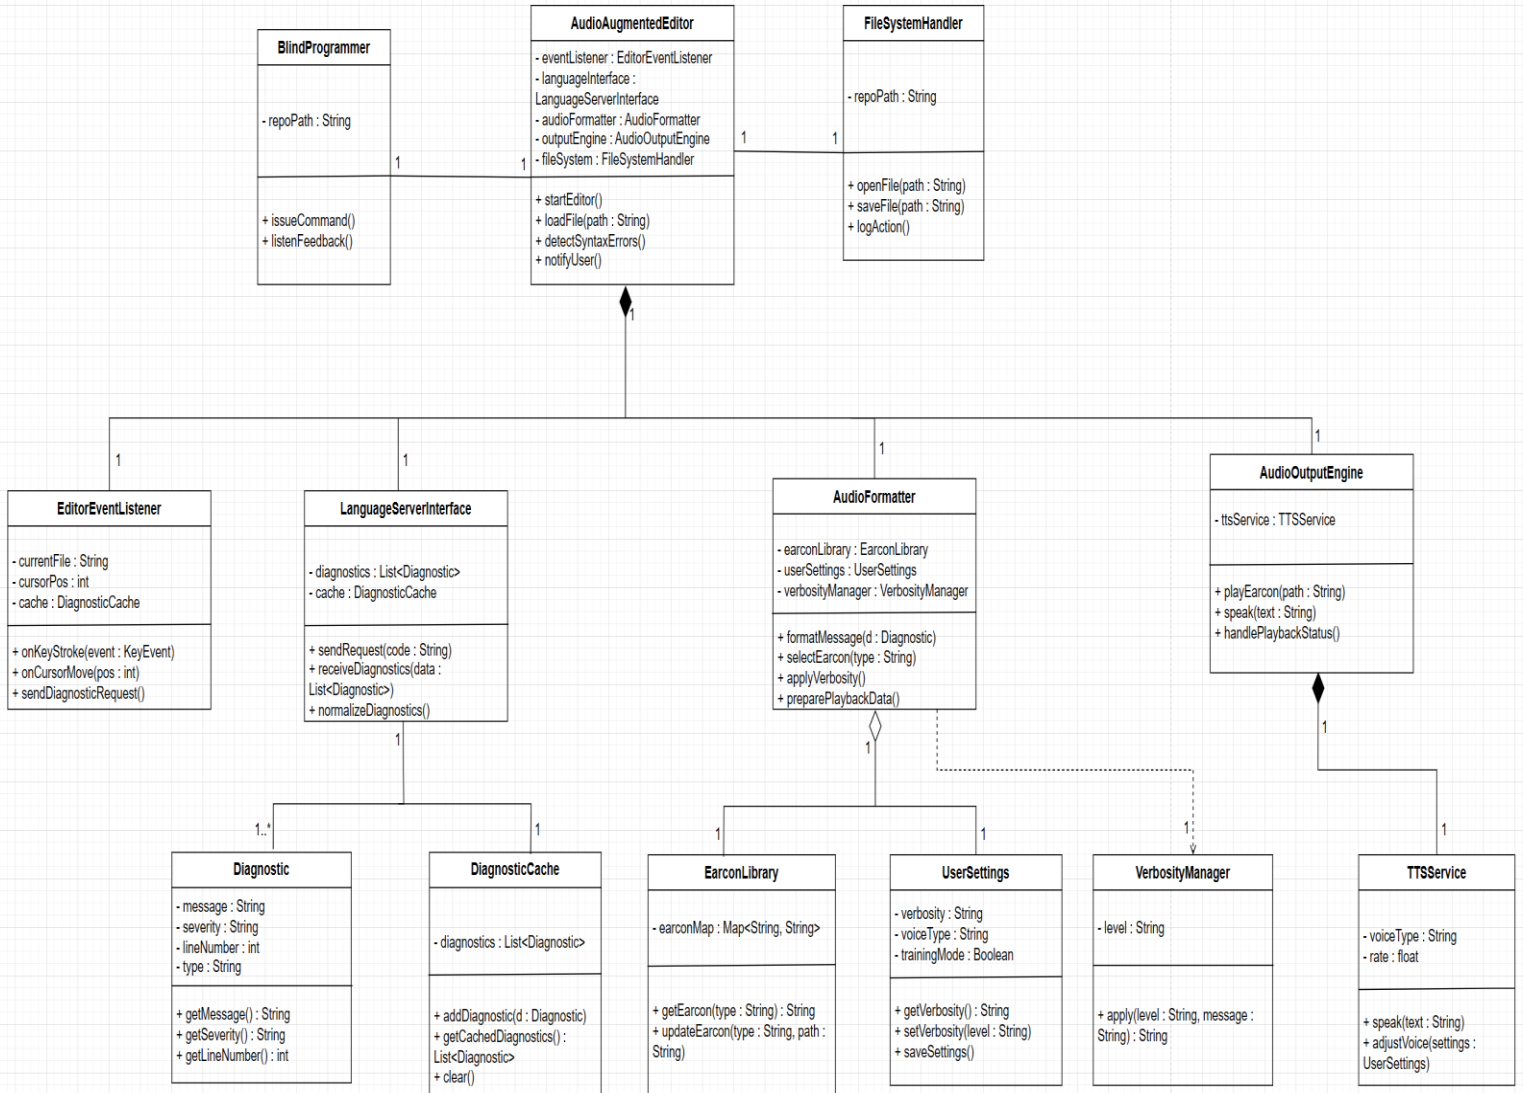 BlindProgrammer
- repoPath : String
+ issueCommand()
+ listenFeedback()
1
1
AudioAugmentedEditor
- eventListener : EditorEventListener
- languageInterface :
LanguageServerInterface
- audioFormatter : AudioFormatter
- outputEngine : AudioOutputEngine
- fileSystem : FileSystemHandler
+ startEditor()
+ loadFile(path : String)
+ detectSyntaxErrors()
+ notifyUser()
1
1
FileSystemHandler
- repoPath : String
+ openFile(path : String)
+ saveFile(path : String)
+ logAction()
1
1
1
1
1
EditorEventListener
- currentFile : String
- cursorPos : int
- cache : DiagnosticCache
+ onKeyStroke(event : KeyEvent)
+ onCursorMove(pos : int)
+ sendDiagnosticRequest()
LanguageServerInterface
- diagnostics : List<Diagnostic>
- cache : DiagnosticCache
+ sendRequest(code : String)
+ receiveDiagnostics(data :
List<Diagnostic>)
+ normalizeDiagnostics()
AudioFormatter
- earconLibrary : EarconLibrary
- userSettings : UserSettings
- verbosityManager : VerbosityManager
+ formatMessage(d : Diagnostic)
+ selectEarcon(type : String)
+ applyVerbosity()
+ preparePlaybackData()
AudioOutputEngine
- ttsService : TTSService
+ playEarcon(path : String)
+ speak(text : String)
+ handlePlaybackStatus()
1
1
1
1..*
1
1
1
1
1
Diagnostic
- message : String
- severity : String
- lineNumber : int
- type : String
+ getMessage() : String
+ getSeverity() : String
+ getLineNumber() : int
DiagnosticCache
- diagnostics : List<Diagnostic>
+ addDiagnostic(d : Diagnostic)
+ getCachedDiagnostics() :
List<Diagnostic>
+ clear()
EarconLibrary
- earconMap : Map<String, String>
+ getEarcon(type : String) : String
+ updateEarcon(type : String, path :
String)
UserSettings
- verbosity : String
- voiceType : String
- trainingMode : Boolean
+ getVerbosity() : String
+ setVerbosity(level : String)
+ saveSettings()
VerbosityManager
- level : String
+ apply(level : String, message :
String) : String
TTSService
- voiceType : String
- rate : float
+ speak(text : String)
+ adjustVoice(settings :
UserSettings)